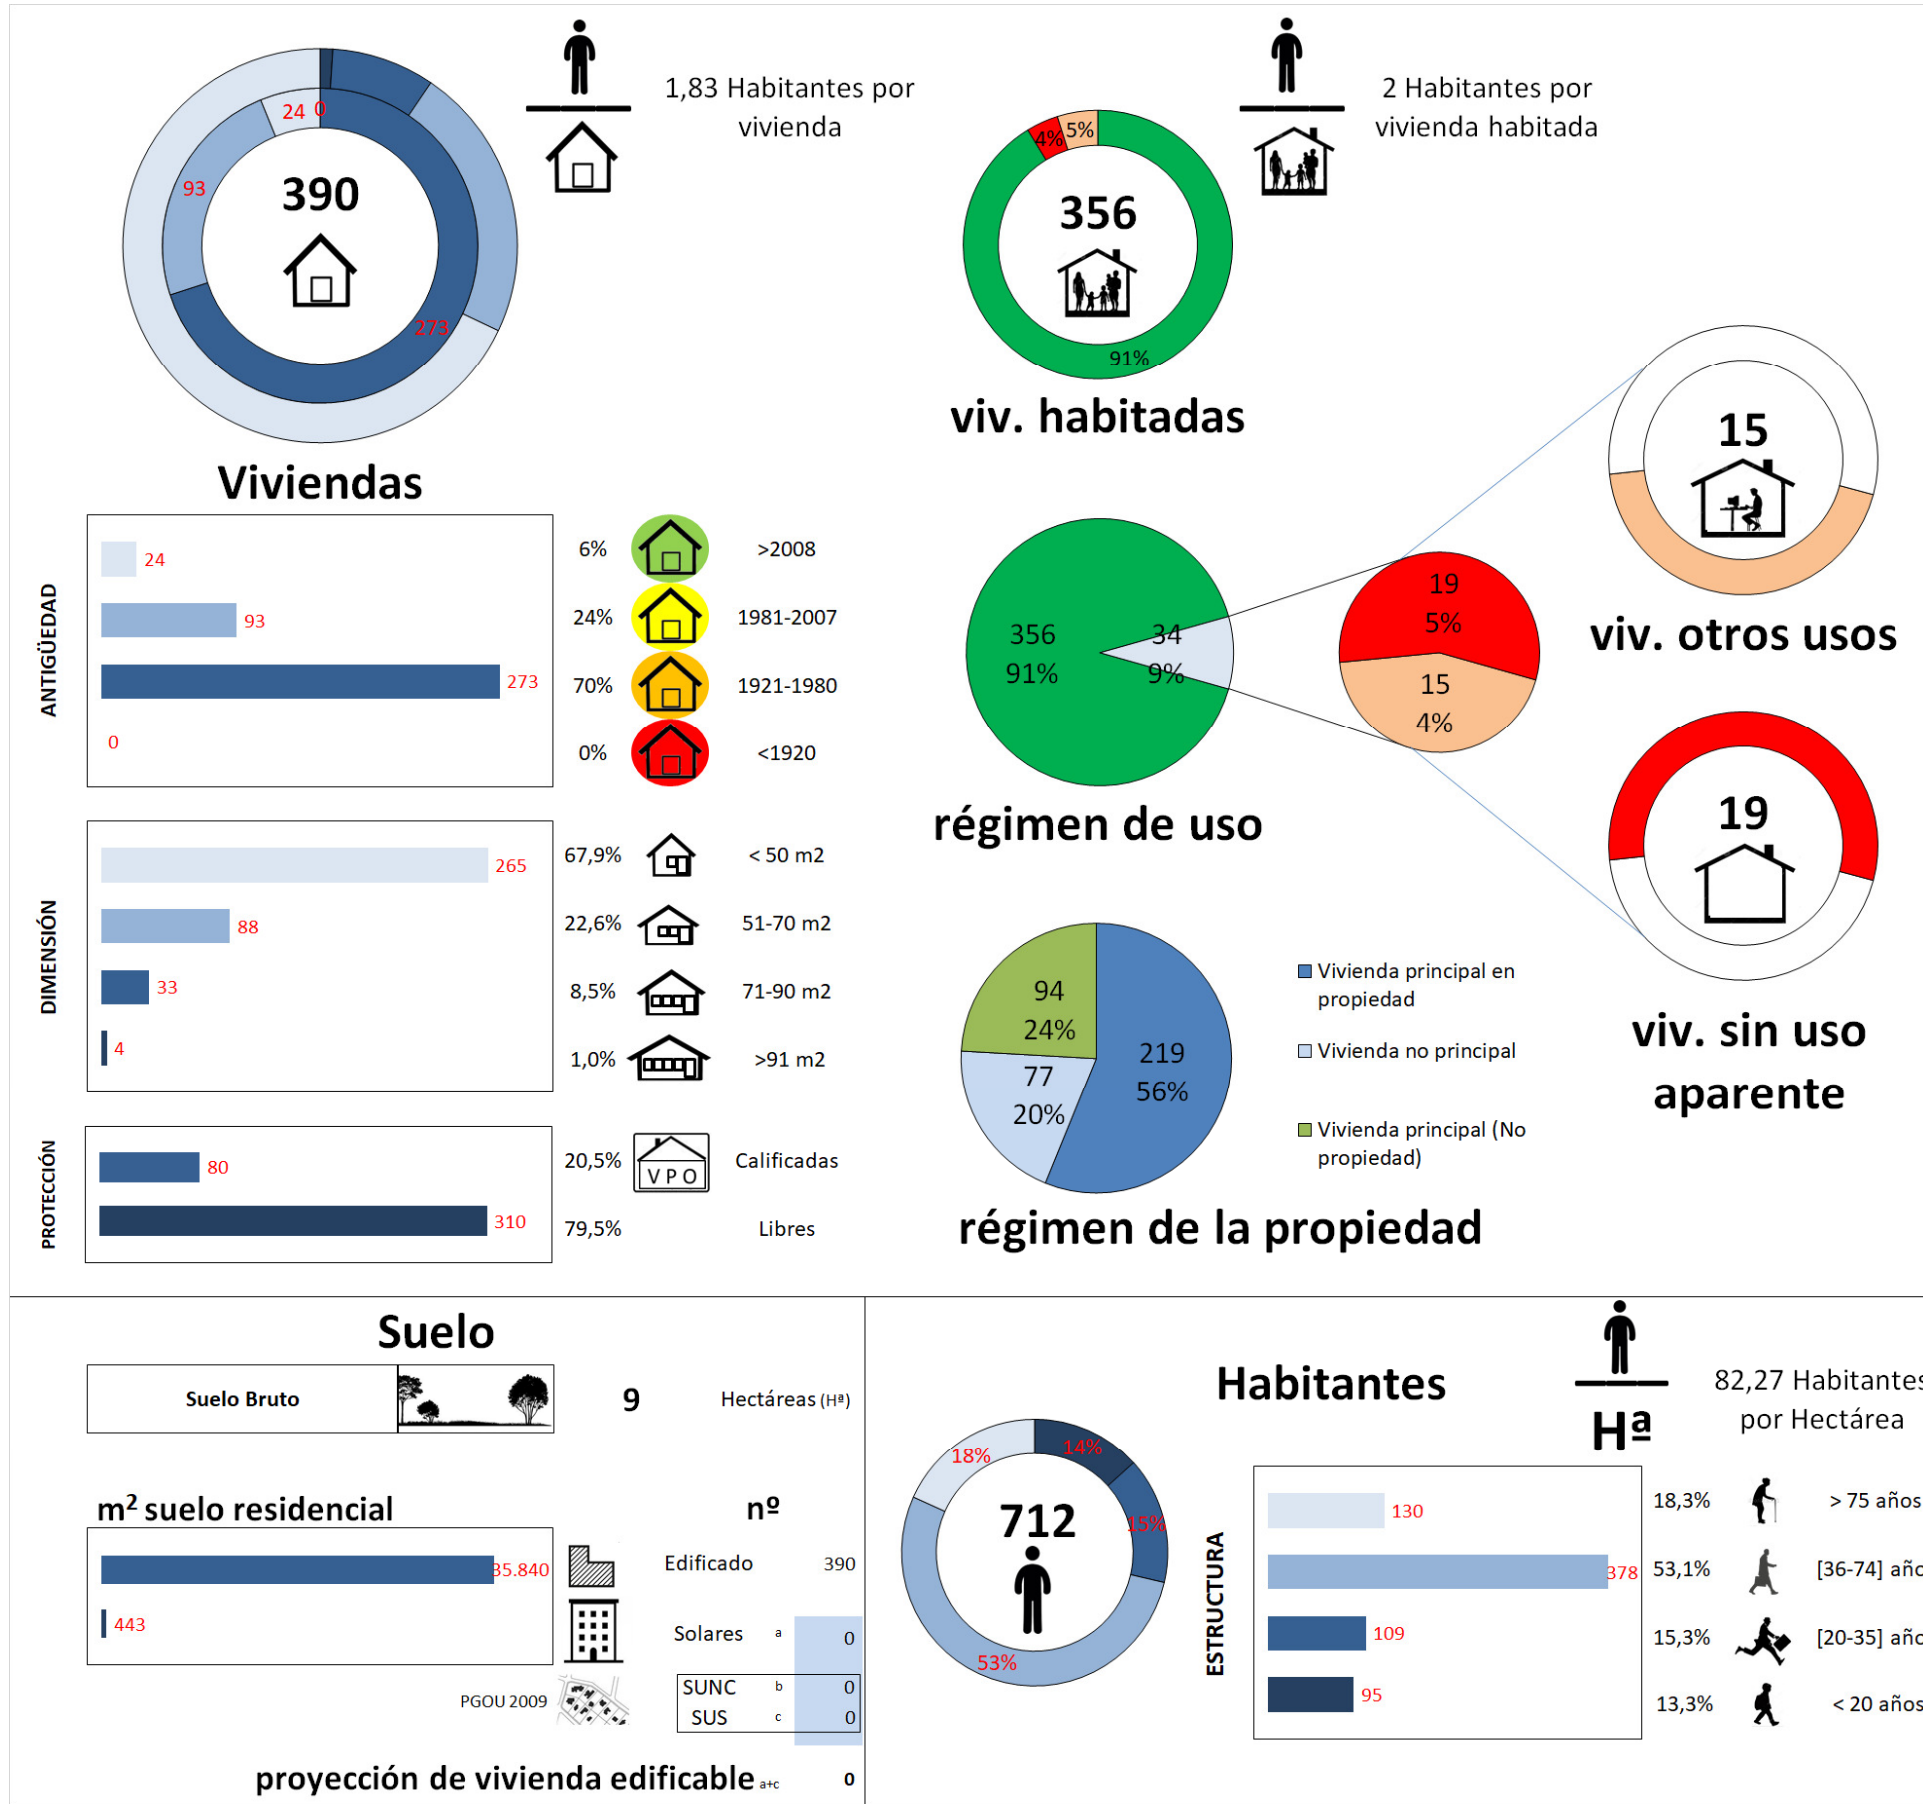 1,83 Habitantes por
vivienda
24
0
93
390
273
Viviendas
2 Habitantes por
vivienda habitada
4%
5%
356
91%
viv. habitadas
15
viv. otros usos
ANTIGÜEDAD
24
6%
>2008
93
24%
1981-2007
273
70%
1921-1980
0
0%
<1920
356
91%
34
9%
19
5%
15
4%
régimen de uso
19
viv. sin uso
aparente
DIMENSIÓN
265
67,9%
< 50 m2
88
22,6%
51-70 m2
33
8,5%
71-90 m2
4
1,0%
>91 m2
94
24%
77
20%
219
56%
Vivienda principal en
propiedad
Vivienda no principal
Vivienda principal (No
propiedad)
régimen de la propiedad
PROTECCIÓN
80
20,5%
V P O
Calificadas
310
79,5%
Libres
Suelo
Suelo Bruto
9
Hectáreas (Hª)
m² suelo residencial
nº
35.840
Edificado
390
443
Solares a
0
PGOU 2009
SUNC b
0
SUS c
0
proyección de vivienda edificable a+c
0
Habitantes
Hª
82,27 Habitantes
por Hectárea
18%
14%
15%
53%
712
ESTRUCTURA
130
18,3%
> 75 años
378
53,1%
[36-74] año
109
15,3%
[20-35] año
95
13,3%
< 20 años